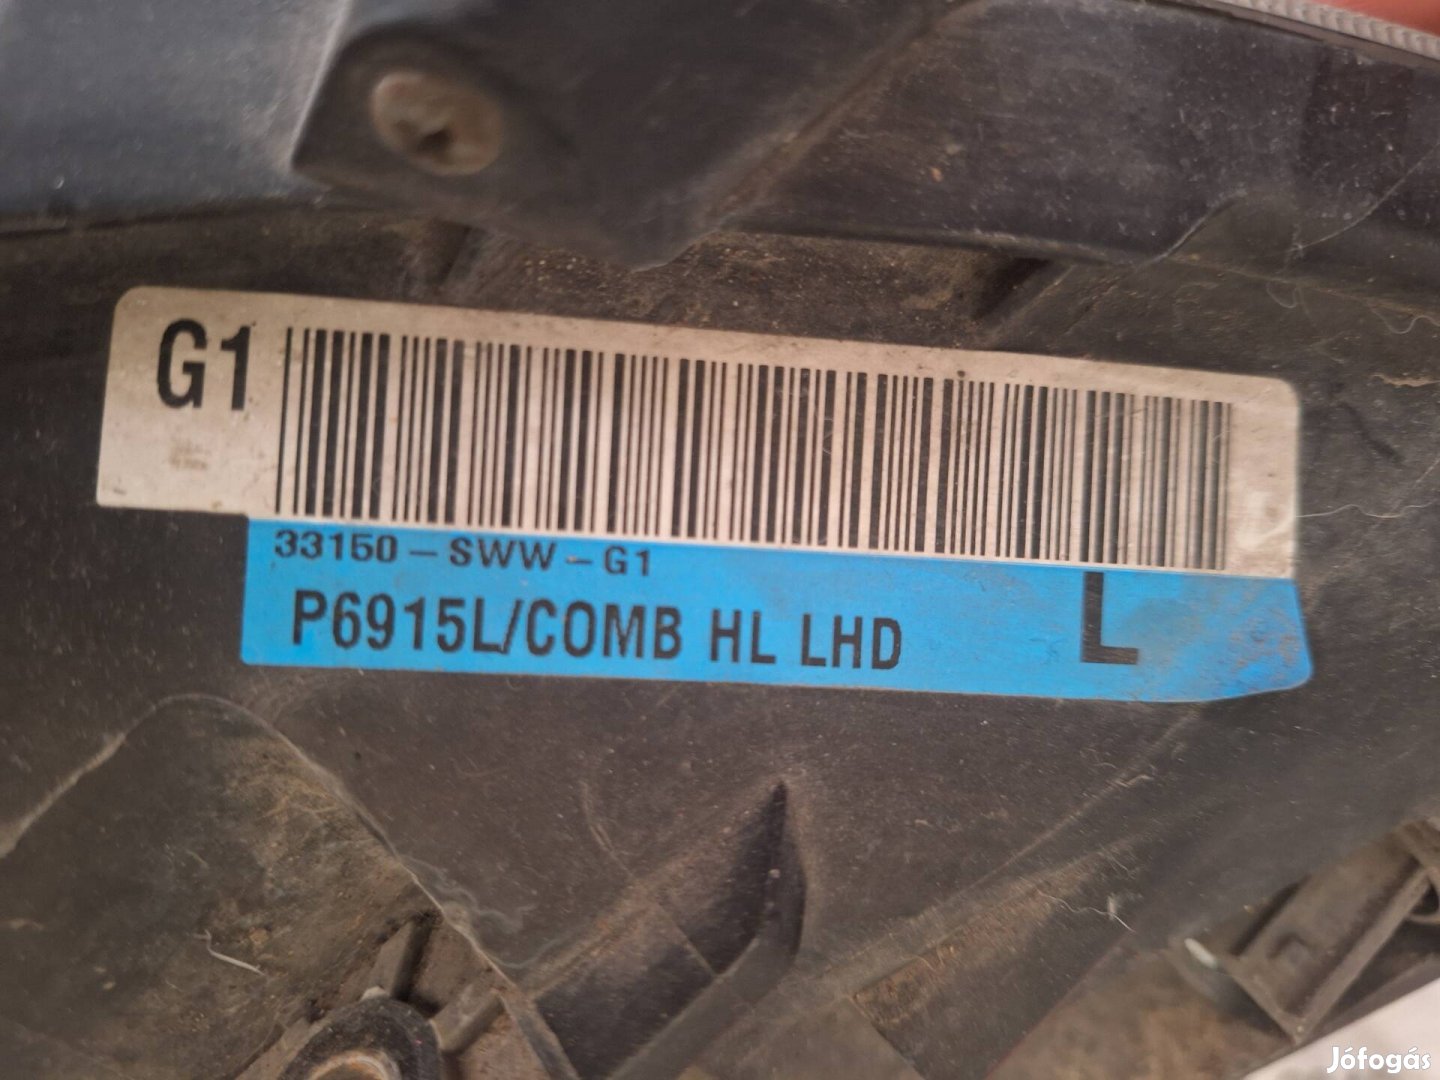 G1
33150-SWW-G1
P6915L/COMB HL LHD
L
Jófogás